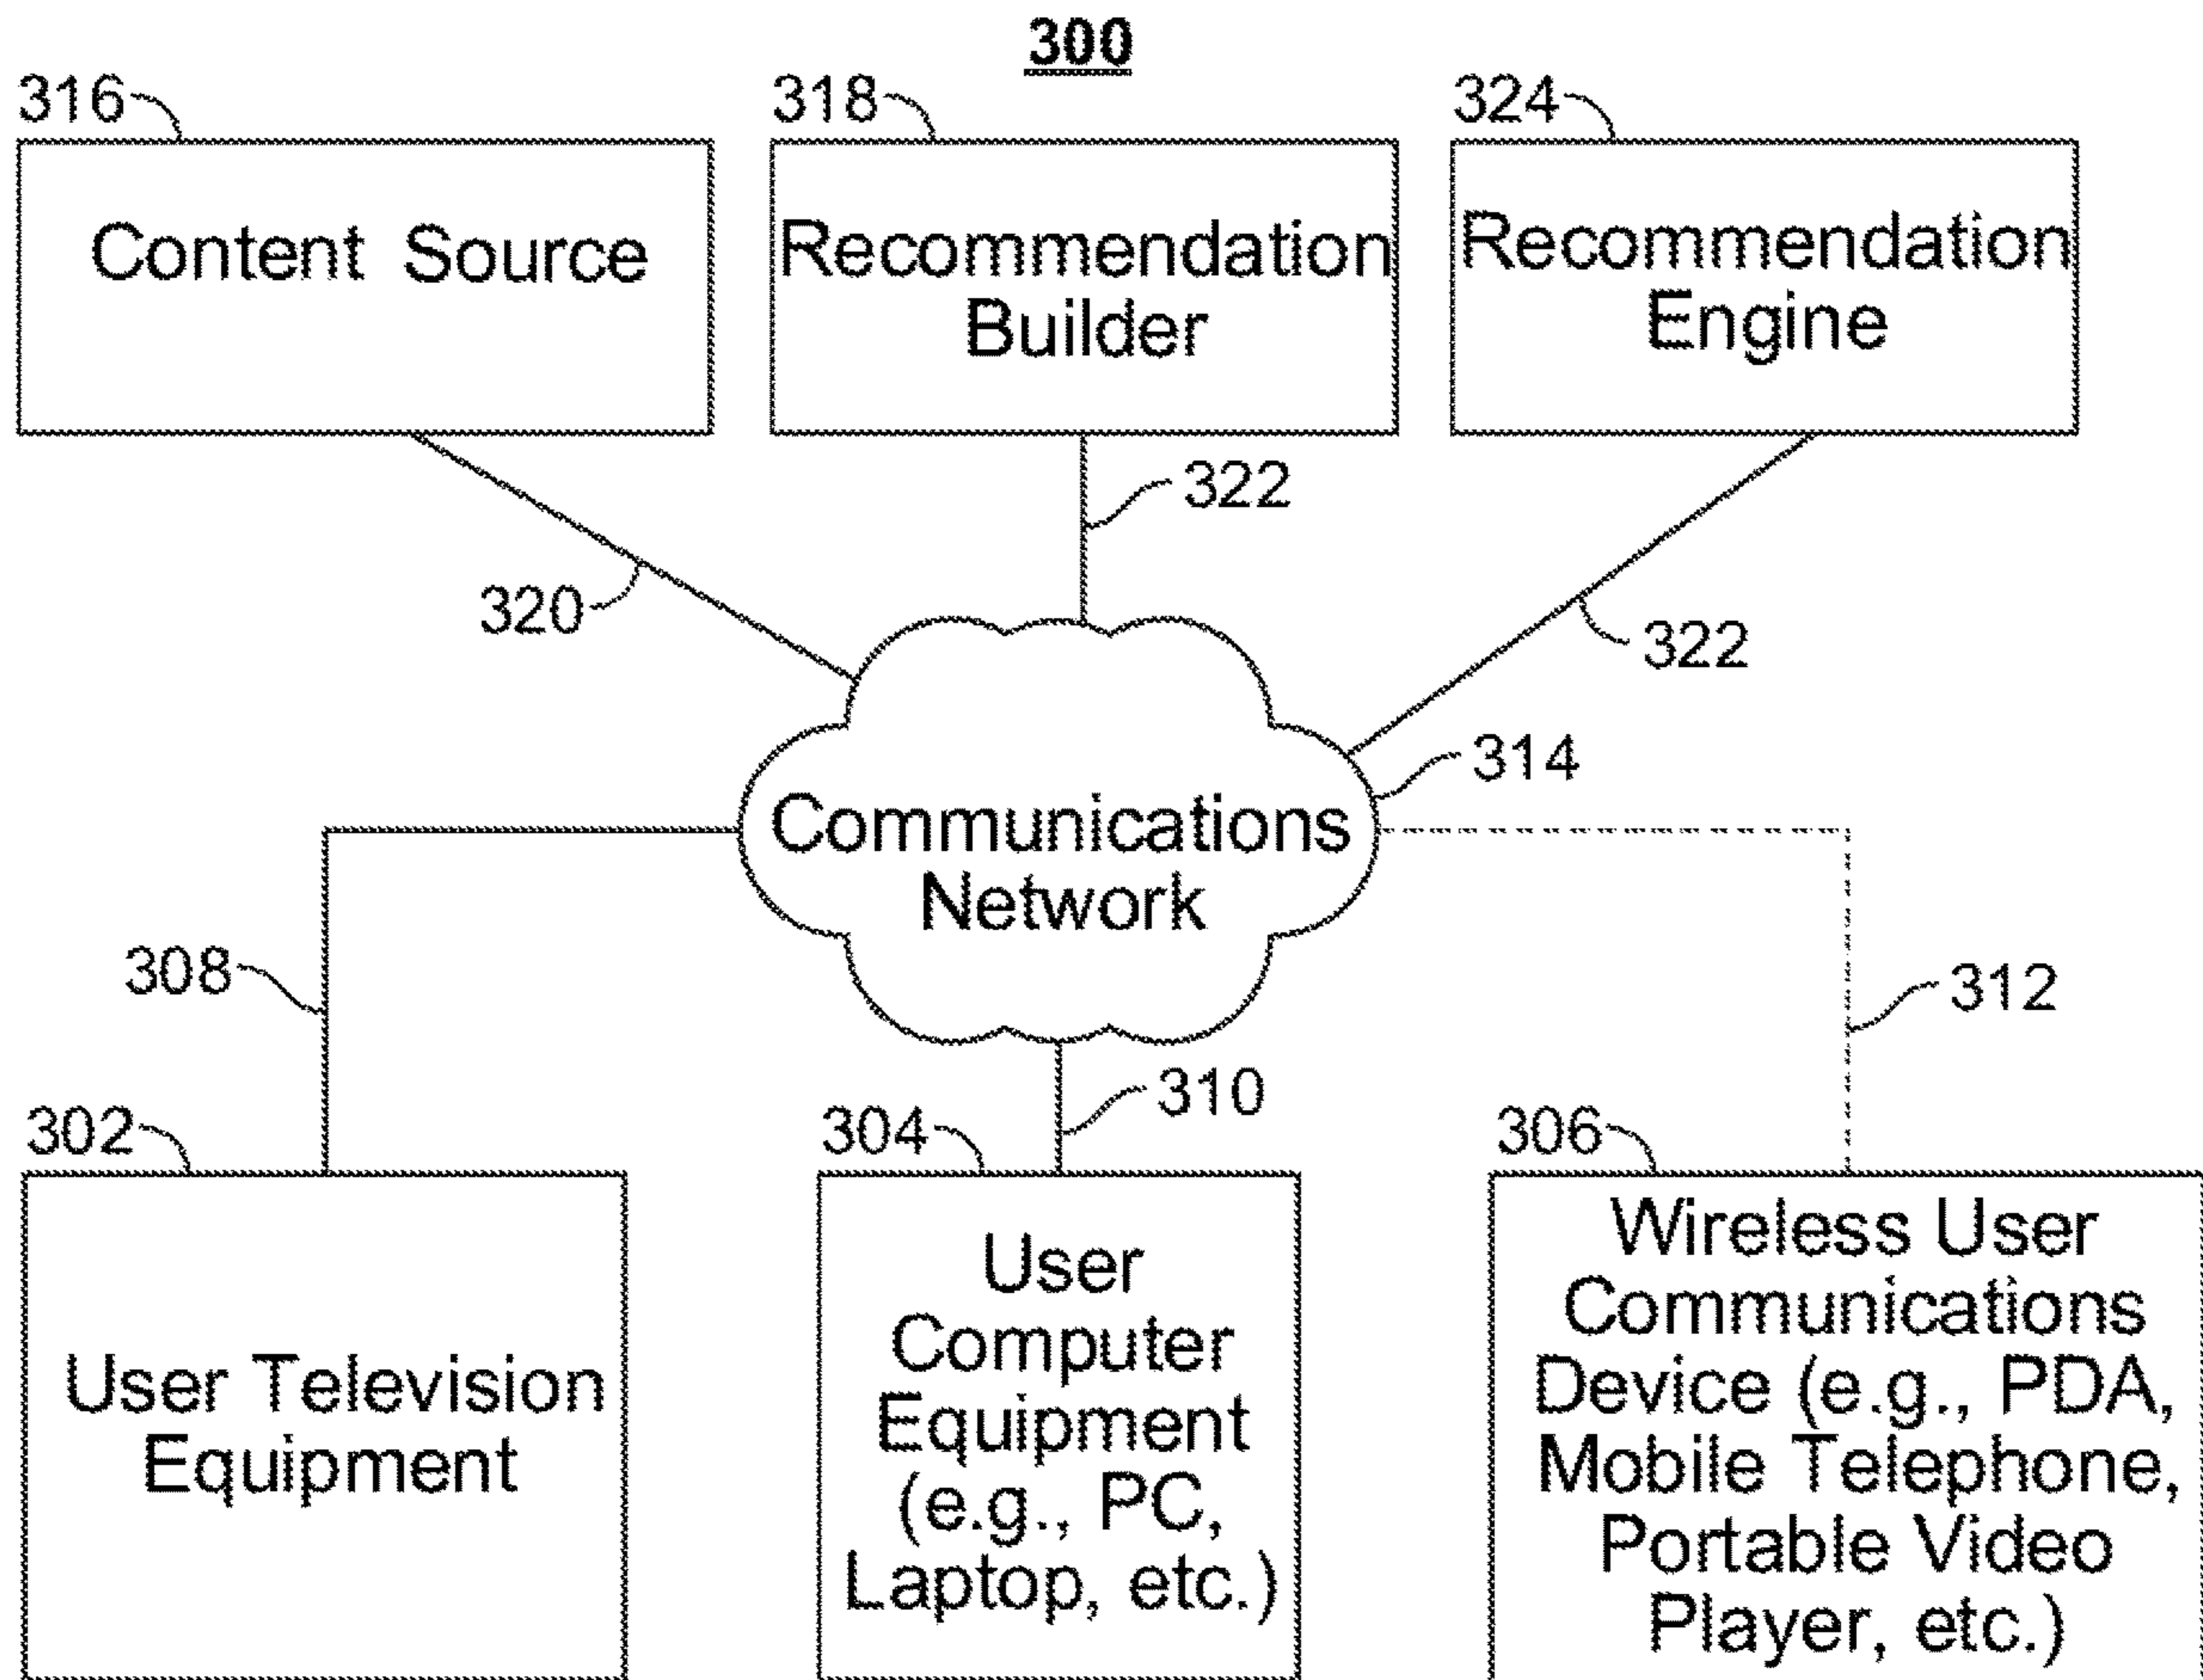 300
316
318
324
Content Source
Recommendation
Builder
Recommendation
Engine
322
320
322
314
Communications
Network
308
312
310
302
304
306
User Television
Equipment
User
Computer
Equipment
(e.g., PC,
Laptop, etc.)
Wireless User
Communications
Device (e.g., PDA,
Mobile Telephone,
Portable Video
Player, etc.)